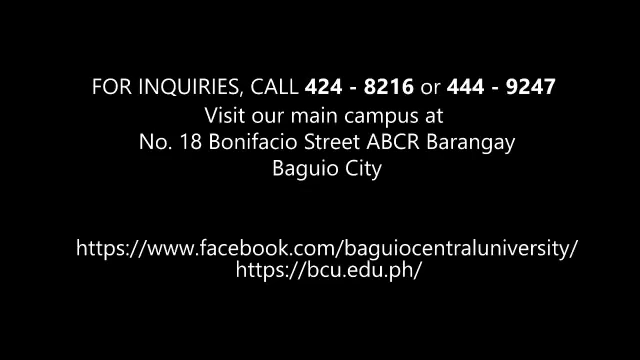 FOR INQUIRIES, CALL 424 - 8216 or 444 - 9247
Visit our main campus at
No. 18 Bonifacio Street ABCR Barangay
Baguio City
https://www.facebook.com/baguiocentraluniversity/
https://bcu.edu.ph/